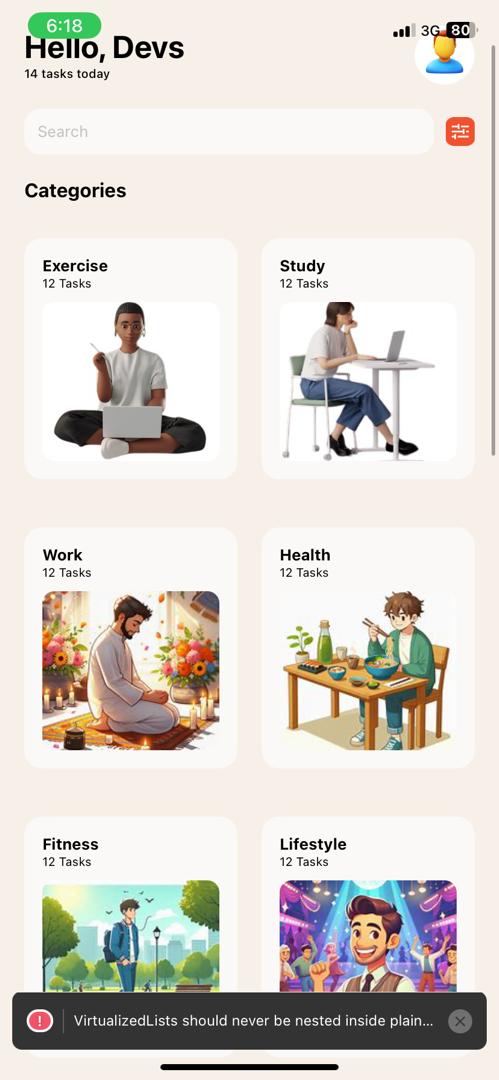 6:18
3G 80
Hello, Devs
14 tasks today
Search
Categories
Exercise
12 Tasks
Study
12 Tasks
Work
12 Tasks
Health
12 Tasks
Fitness
12 Tasks
Lifestyle
12 Tasks
! VirtualizedLists should never be nested inside plain...